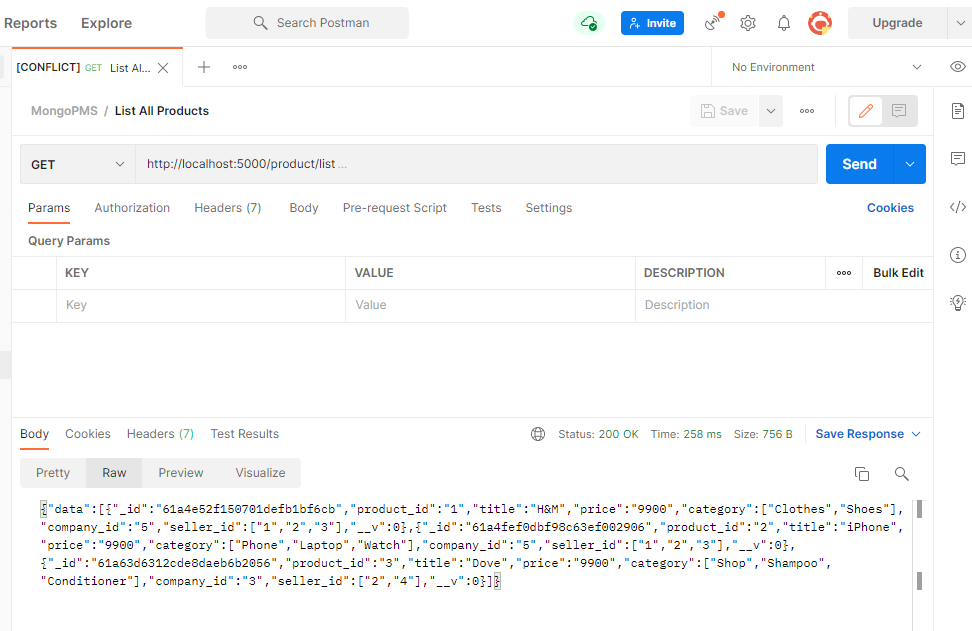 Reports Explore Search Postman Invite Upgrade
[CONFLICT] GET List Al... No Environment
MongoPMS / List All Products Save
GET http://localhost:5000/product/list ... Send
Params Authorization Headers (7) Body Pre-request Script Tests Settings Cookies
Query Params
KEY VALUE DESCRIPTION Bulk Edit
Key Value Description
Body Cookies Headers (7) Test Results Status: 200 OK Time: 258 ms Size: 756 B Save Response
Pretty Raw Preview Visualize
{"data":[{"_id":"61a4e52f150701defb1bf6cb","product_id":"1","title":"H&M","price":"9900","category":["Clothes","Shoes"],
"company_id":"5","seller_id":["1","2","3"],"__v":0},{"_id":"61a4fef0dbf98c63ef002906","product_id":"2","title":"iPhone",
"price":"9900","category":["Phone","Laptop","Watch"],"company_id":"5","seller_id":["1","2","3"],"__v":0},
{"_id":"61a63d6312cde8daeb6b2056","product_id":"3","title":"Dove","price":"9900","category":["Shop","Shampoo",
"Conditioner"],"company_id":"3","seller_id":["2","4"],"__v":0}]}